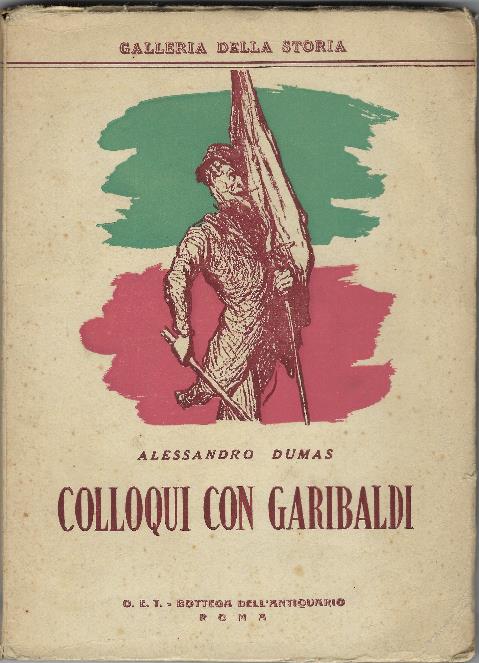 GALLERIA DELLA STORIA
ALESSANDRO DUMAS
COLLOQUI CON GARIBALDI
O. E. T. - BOTTEGA DELL'ANTIQUARIO
ROMA